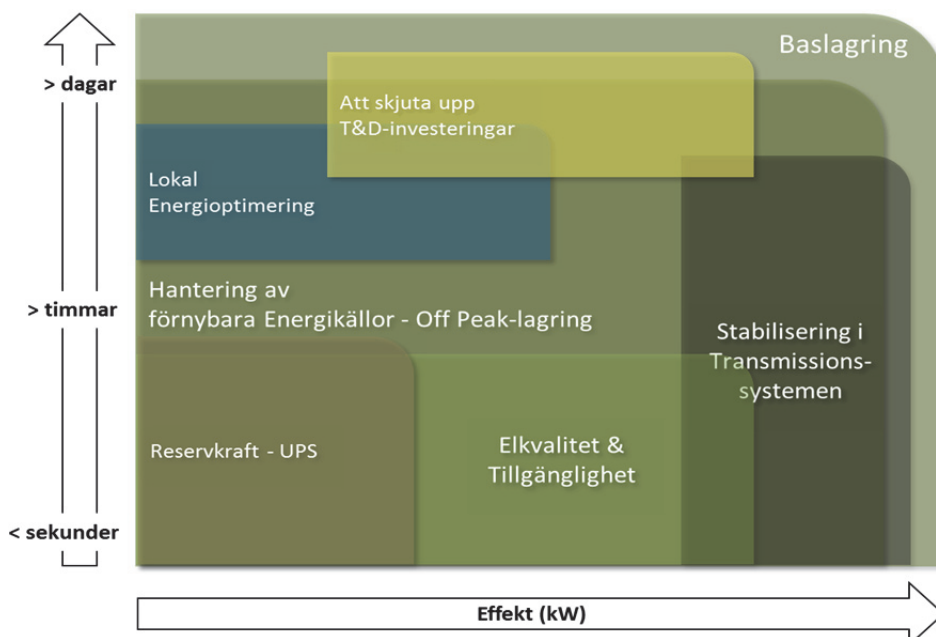 Baslagring
> dagar
Att skjuta upp
T&D-investeringar
Lokal
Energioptimering
> timmar
Hantering av
förnybara Energikällor - Off Peak-lagring
Stabilisering i
Transmissions-
systemen
Reservkraft - UPS
Elkvalitet &
Tillgänglighet
< sekunder
Effekt (kW)